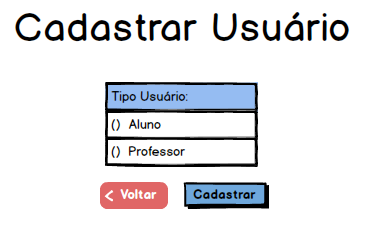 Cadastrar Usuário
Tipo Usuário:
() Aluno
() Professor
< Voltar
Cadastrar